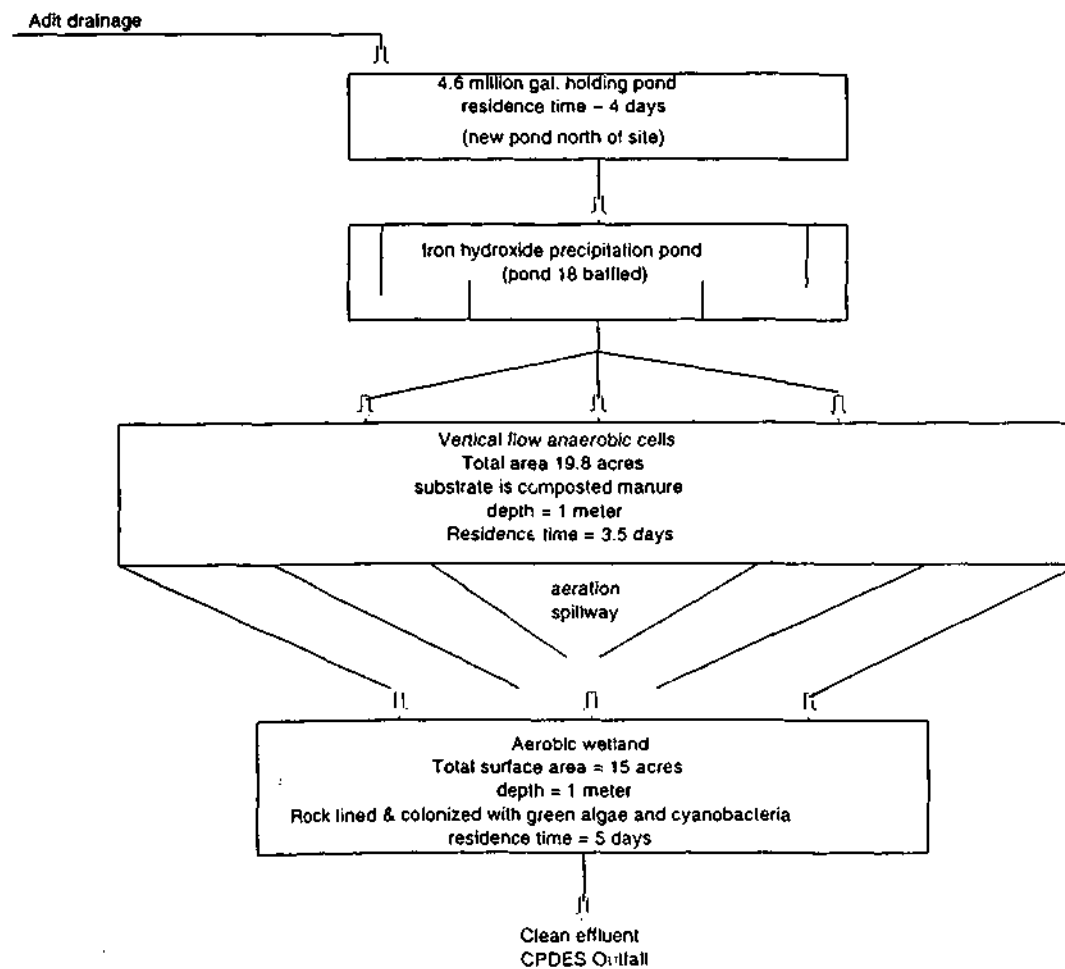 Adit drainage
4.6 million gal. holding pond
residence time – 4 days
(new pond north of site)
Iron hydroxide precipitation pond
(pond 18 baffled)
Vertical flow anaerobic cells
Total area 19.8 acres
substrate is composted manure
depth = 1 meter
Residence time = 3.5 days
aeration
spillway
Aerobic wetland
Total surface area = 15 acres
depth = 1 meter
Rock lined & colonized with green algae and cyanobacteria
residence time = 5 days
Clean effluent
CPDES Outfall